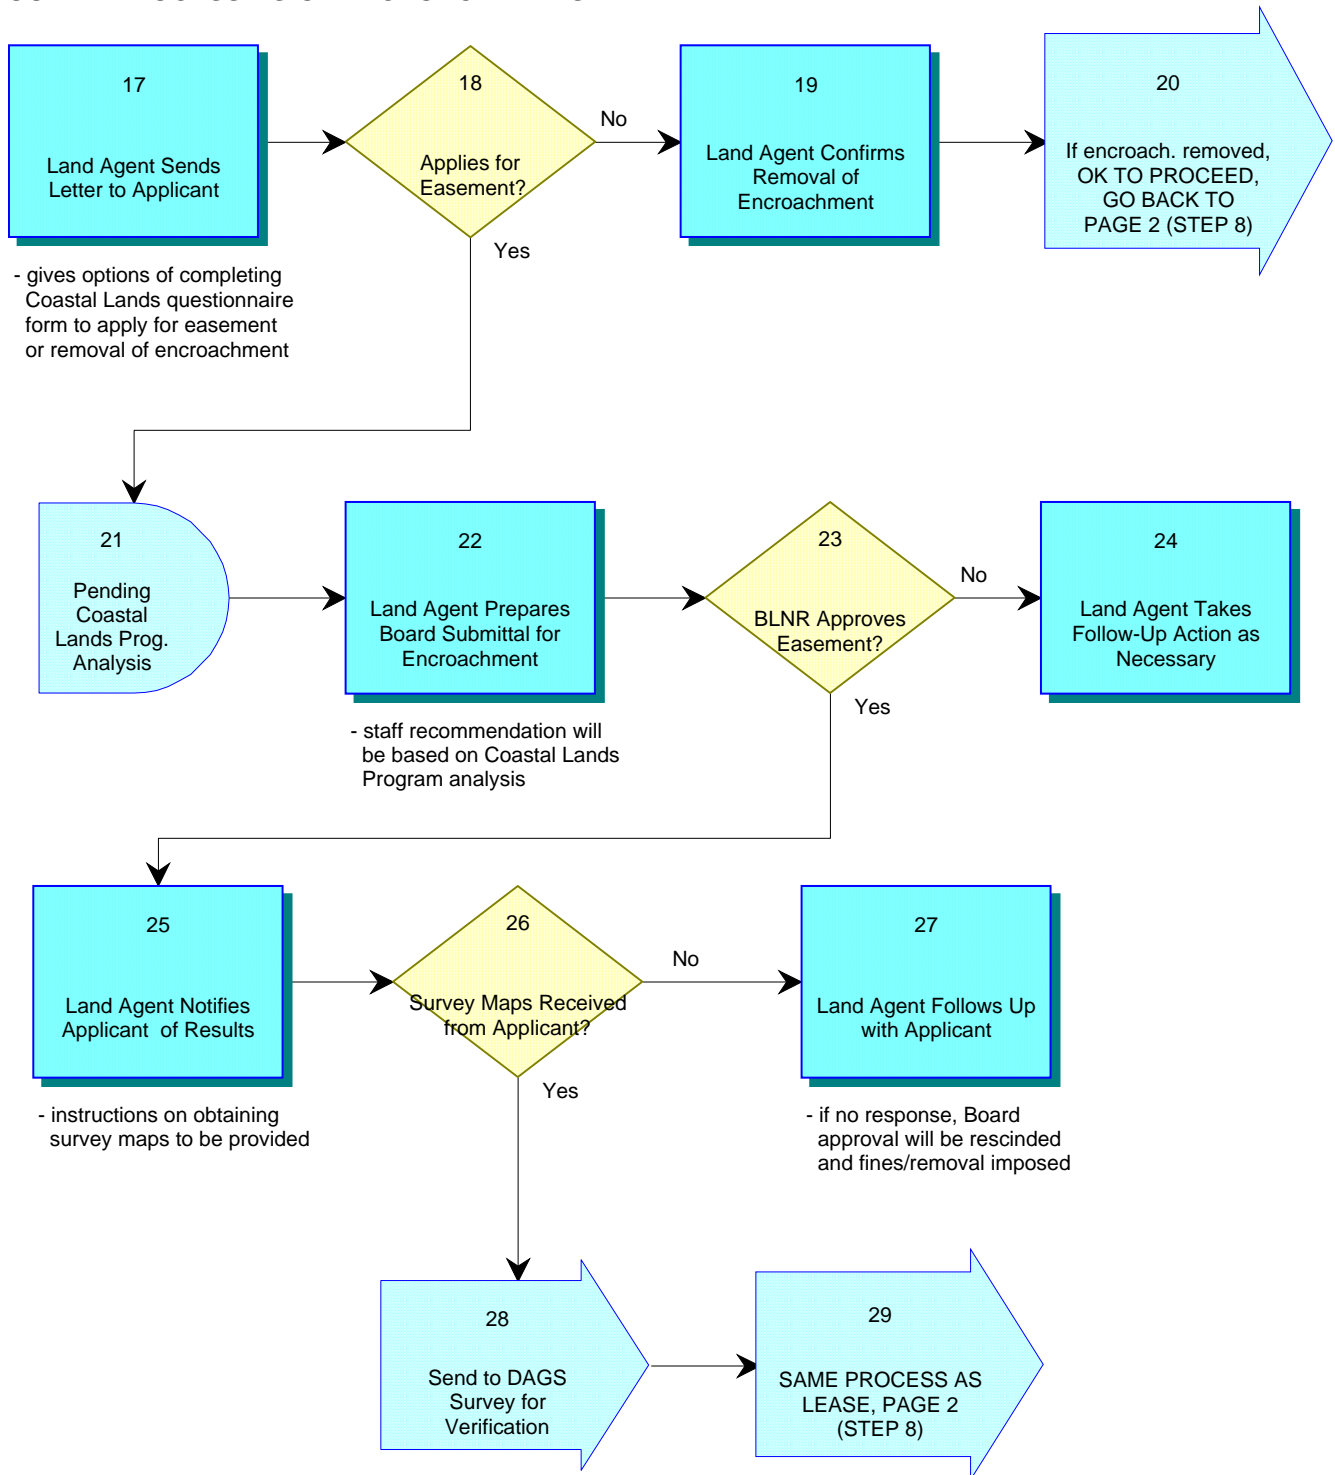 17
Land Agent Sends
Letter to Applicant
- gives options of completing
Coastal Lands questionnaire
form to apply for easement
or removal of encroachment
18
Applies for
Easement?
No
Yes
19
Land Agent Confirms
Removal of
Encroachment
20
If encroach. removed,
OK TO PROCEED,
GO BACK TO
PAGE 2 (STEP 8)
21
Pending
Coastal
Lands Prog.
Analysis
22
Land Agent Prepares
Board Submittal for
Encroachment
- staff recommendation will
be based on Coastal Lands
Program analysis
23
BLNR Approves
Easement?
No
Yes
24
Land Agent Takes
Follow-Up Action as
Necessary
25
Land Agent Notifies
Applicant of Results
- instructions on obtaining
survey maps to be provided
26
Survey Maps Received
from Applicant?
No
Yes
27
Land Agent Follows Up
with Applicant
- if no response, Board
approval will be rescinded
and fines/removal imposed
28
Send to DAGS
Survey for
Verification
29
SAME PROCESS AS
LEASE, PAGE 2
(STEP 8)